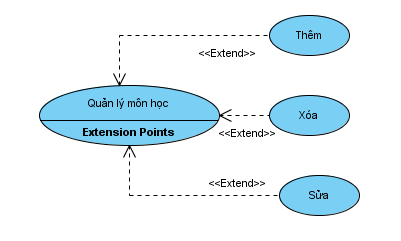 Thêm
<<Extend>>
Quản lý môn học
Extension Points
Xóa
<<Extend>>
<<Extend>>
Sửa